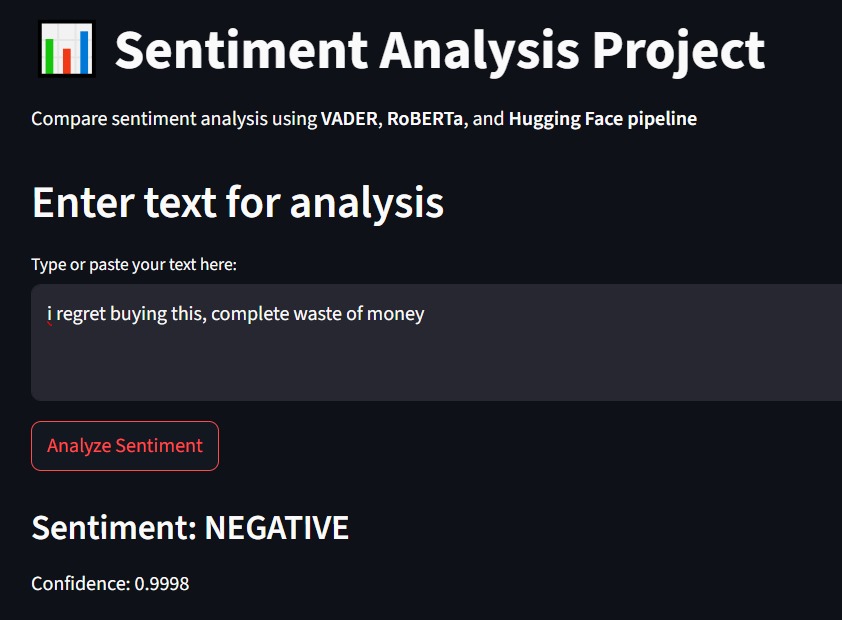 Sentiment Analysis Project
Compare sentiment analysis using VADER, RoBERTa, and Hugging Face pipeline
Enter text for analysis
Type or paste your text here:
i regret buying this, complete waste of money
Analyze Sentiment
Sentiment: NEGATIVE
Confidence: 0.9998